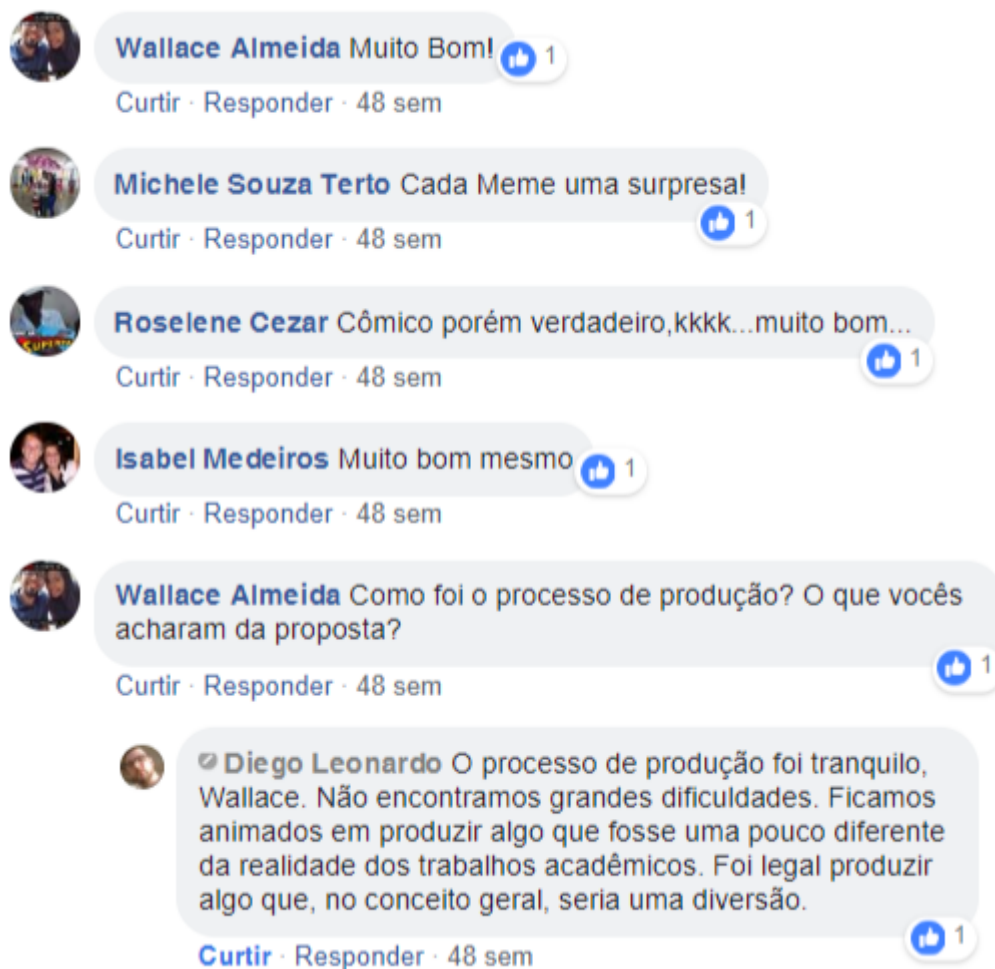 Wallace Almeida Muito Bom! 1
Curtir · Responder · 48 sem
Michele Souza Terto Cada Meme uma surpresa!
1
Curtir · Responder · 48 sem
Roselene Cezar Cômico porém verdadeiro,kkkk...muito bom...
1
Curtir · Responder · 48 sem
Isabel Medeiros Muito bom mesmo 1
Curtir · Responder · 48 sem
Wallace Almeida Como foi o processo de produção? O que vocês
acharam da proposta?
1
Curtir · Responder · 48 sem
Diego Leonardo O processo de produção foi tranquilo,
Wallace. Não encontramos grandes dificuldades. Ficamos
animados em produzir algo que fosse uma pouco diferente
da realidade dos trabalhos acadêmicos. Foi legal produzir
algo que, no conceito geral, seria uma diversão.
1
Curtir · Responder · 48 sem